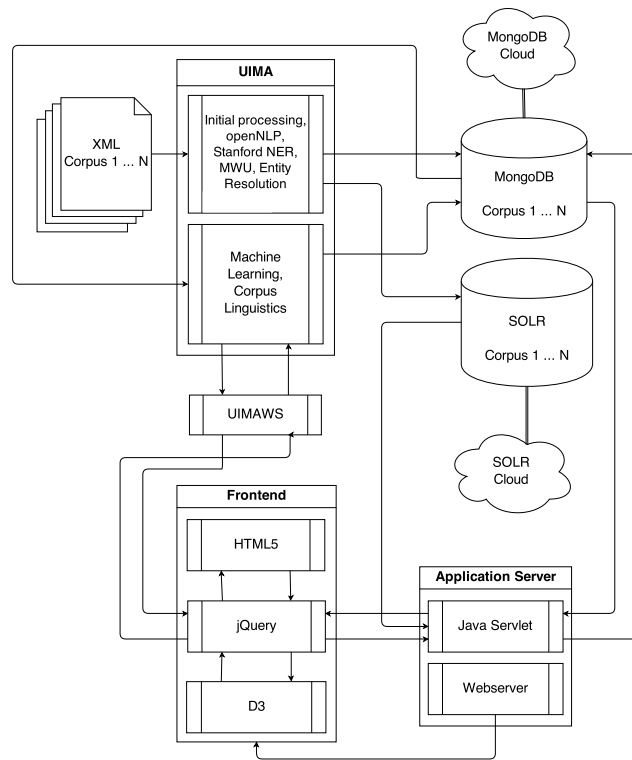 MongoDB
Cloud
UIMA
XML
Corpus 1 ... N
Initial processing,
openNLP,
Stanford NER,
MWU, Entity
Resolution
MongoDB
Corpus 1 ... N
Machine
Learning,
Corpus
Linguistics
SOLR
Corpus 1 ... N
UIMAWS
SOLR
Cloud
Frontend
HTML5
jQuery
D3
Application Server
Java Servlet
Webserver